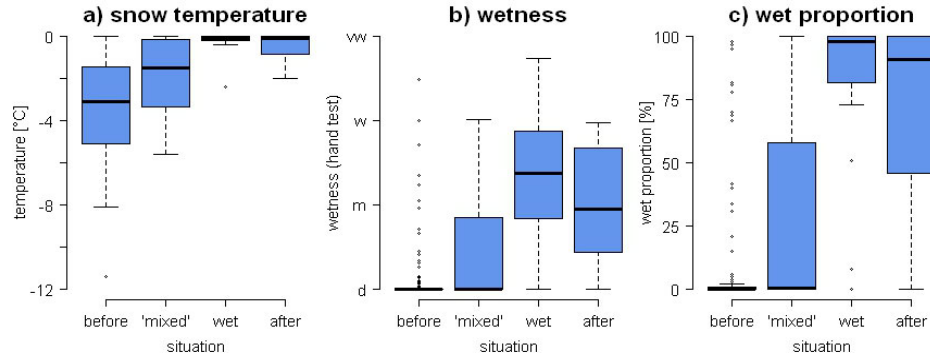 a) snow temperature
temperature [°C]
0
-4
-8
-12
before 'mixed' wet after
situation
b) wetness
wetness (hand test)
vw
w
m
d
before 'mixed' wet after
situation
c) wet proportion
wet proportion [%]
100
75
50
25
0
before 'mixed' wet after
situation